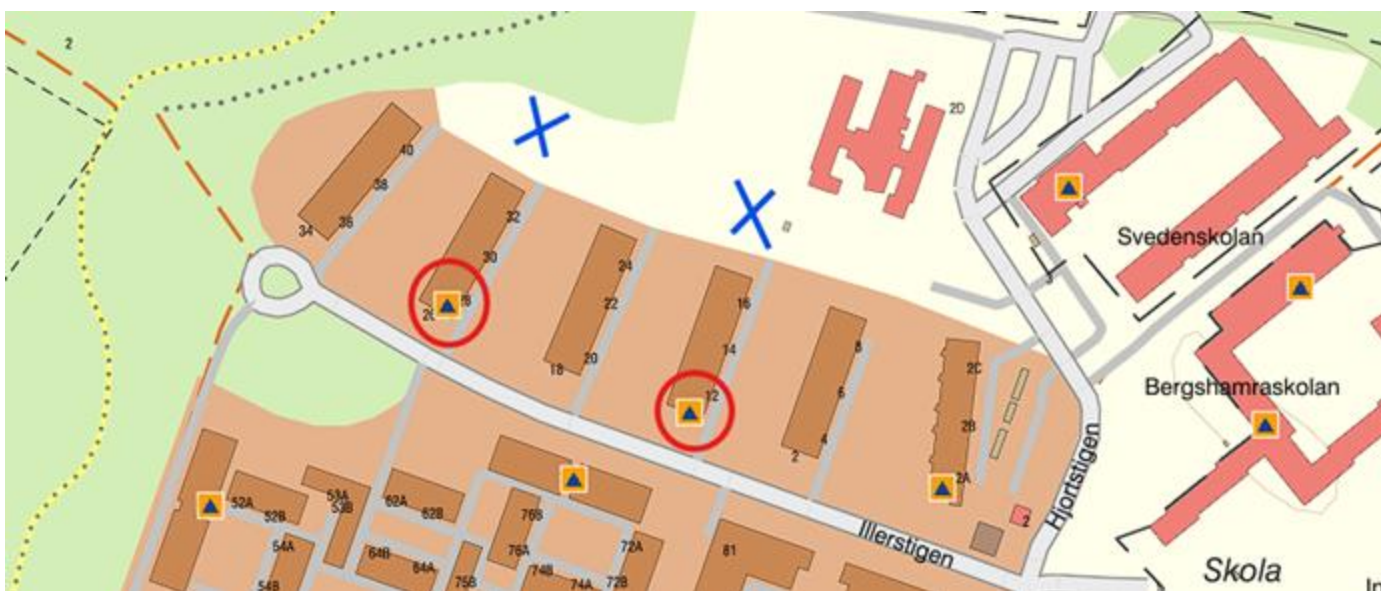 2
2D
40
38
36
34
32
30
28
26
24
22
20
18
16
14
12
8
6
4
2
2C
2B
2A
2
3
Svedenskolan
Bergshamraskolan
Hjortstigen
Illerstigen
Skola
In
52A
52B
53A
53B
54A
54B
62A
62B
64B
64A
75B
76B
76A
74B
74A
72A
72B
81